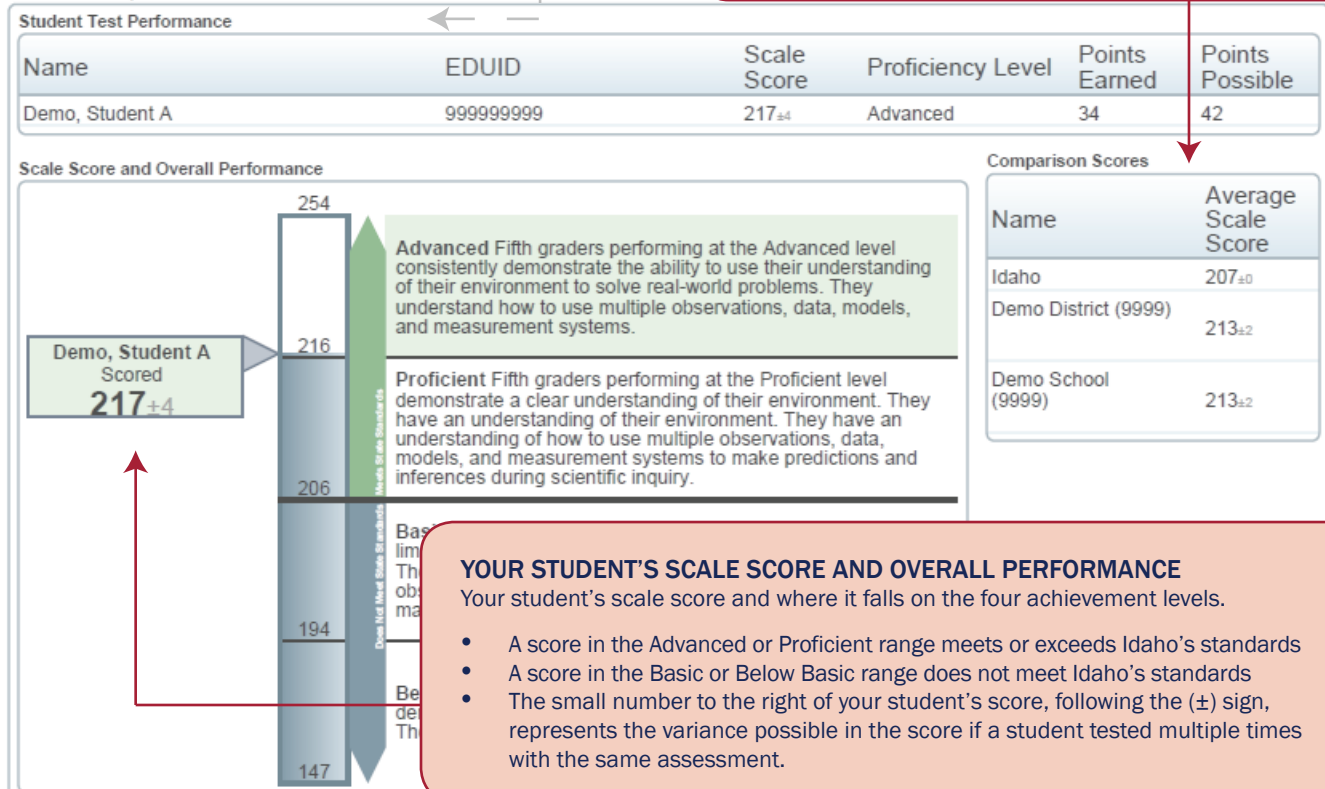 Student Test Performance
Name EDUID Scale Score Proficiency Level Points Earned Points Possible
Demo, Student A 999999999 217±4 Advanced 34 42
Scale Score and Overall Performance
254
Advanced Fifth graders performing at the Advanced level
consistently demonstrate the ability to use their understanding
of their environment to solve real-world problems. They
understand how to use multiple observations, data, models,
and measurement systems.
216
Demo, Student A
Scored
217±4
Proficient Fifth graders performing at the Proficient level
demonstrate a clear understanding of their environment. They
have an understanding of their environment. They have an
understanding of how to use multiple observations, data,
models, and measurement systems to make predictions and
inferences during scientific inquiry.
Meets State Standards
206
Does Not Meet State Standards
194
147
Comparison Scores
Name Average Scale Score
Idaho 207±0
Demo District (9999) 213±2
Demo School
(9999) 213±2
YOUR STUDENT'S SCALE SCORE AND OVERALL PERFORMANCE
Your student's scale score and where it falls on the four achievement levels.
• A score in the Advanced or Proficient range meets or exceeds Idaho's standards
• A score in the Basic or Below Basic range does not meet Idaho's standards
• The small number to the right of your student's score, following the (±) sign,
represents the variance possible in the score if a student tested multiple times
with the same assessment.